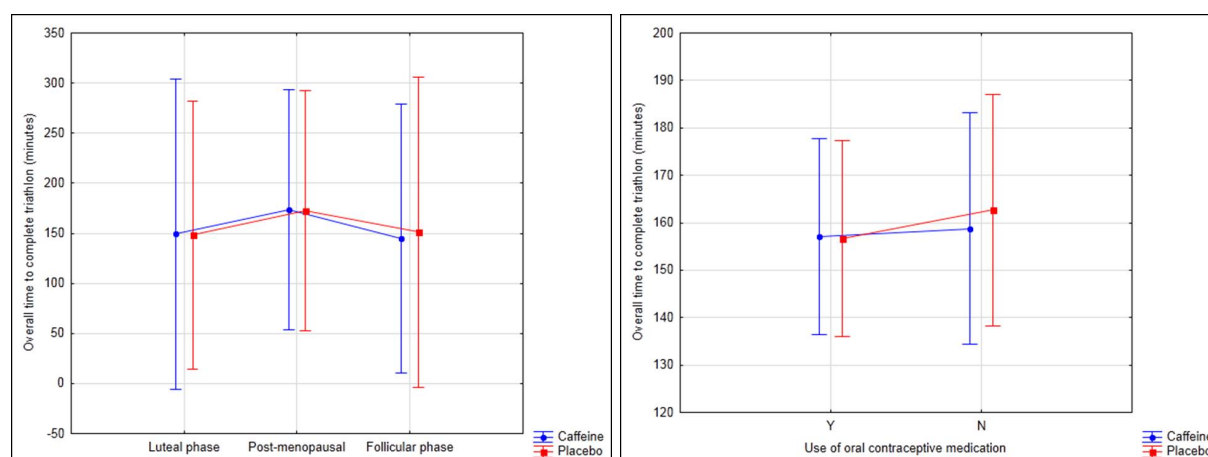 Overall time to complete triathlon (minutes)
350
300
250
200
150
100
50
0
-50
Luteal phase
Post-menopausal
Follicular phase
Caffeine
Placebo
Overall time to complete triathlon (minutes)
200
190
180
170
160
150
140
130
120
Y
N
Use of oral contraceptive medication
Caffeine
Placebo